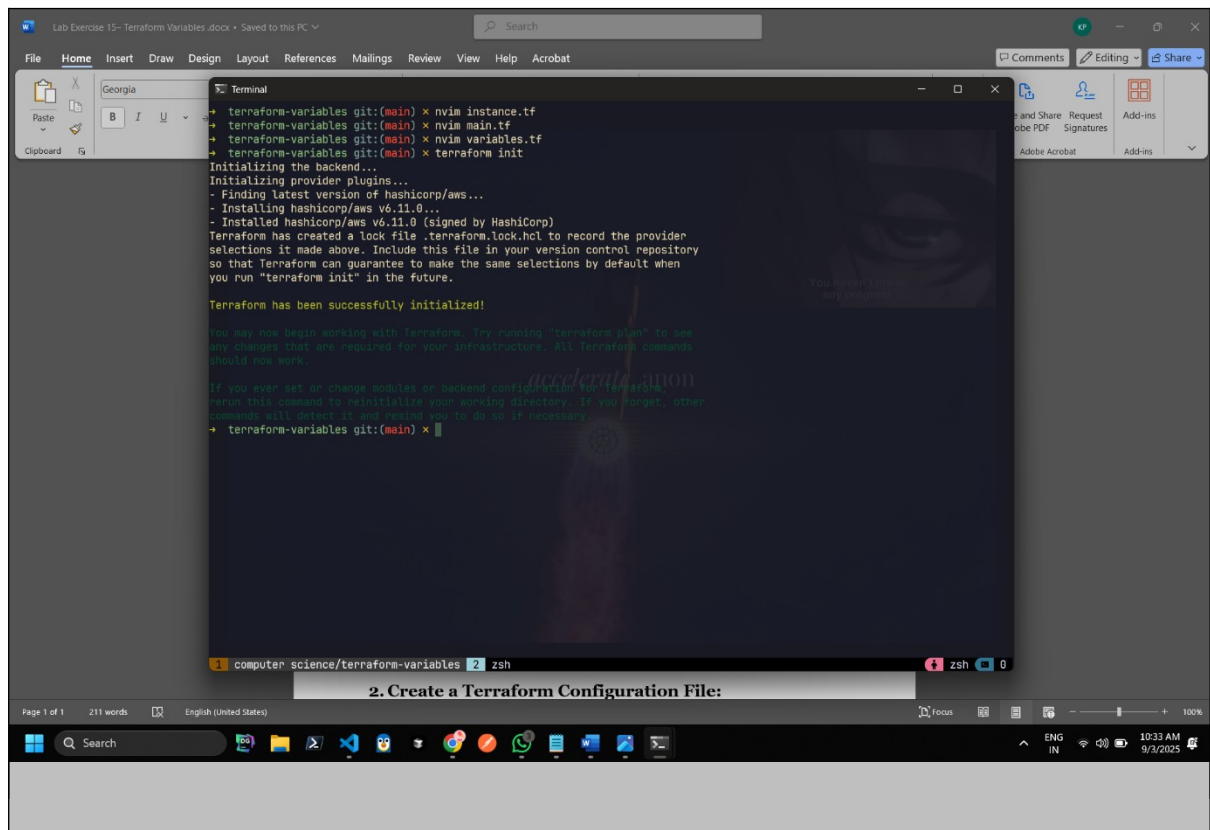 Lab Exercise 15– Terraform Variables .docx • Saved to this PC
Search
KP
File Home Insert Draw Design Layout References Mailings Review View Help Acrobat
Comments Editing Share
Paste
Clipboard
Georgia
B I U
e and Share
obe PDF
Request
Signatures
Adobe Acrobat
Add-ins
Add-ins
Terminal
→ terraform-variables git:(main) × nvim instance.tf
→ terraform-variables git:(main) × nvim main.tf
→ terraform-variables git:(main) × nvim variables.tf
→ terraform-variables git:(main) × terraform init
Initializing the backend...
Initializing provider plugins...
- Finding latest version of hashicorp/aws...
- Installing hashicorp/aws v6.11.0...
- Installed hashicorp/aws v6.11.0 (signed by HashiCorp)
Terraform has created a lock file .terraform.lock.hcl to record the provider
selections it made above. Include this file in your version control repository
so that Terraform can guarantee to make the same selections by default when
you run "terraform init" in the future.
Terraform has been successfully initialized!
You may now begin working with Terraform. Try running "terraform plan" to see
any changes that are required for your infrastructure. All Terraform commands
should now work.
If you ever set or change modules or backend configuration for Terraform,
rerun this command to reinitialize your working directory. If you forget, other
commands will detect it and remind you to do so if necessary.
→ terraform-variables git:(main) ×
accelerate anon
1 computer science/terraform-variables 2 zsh
zsh 0
2. Create a Terraform Configuration File:
Page 1 of 1 211 words English (United States)
Focus
100%
Search
ENG
IN
10:33 AM
9/3/2025